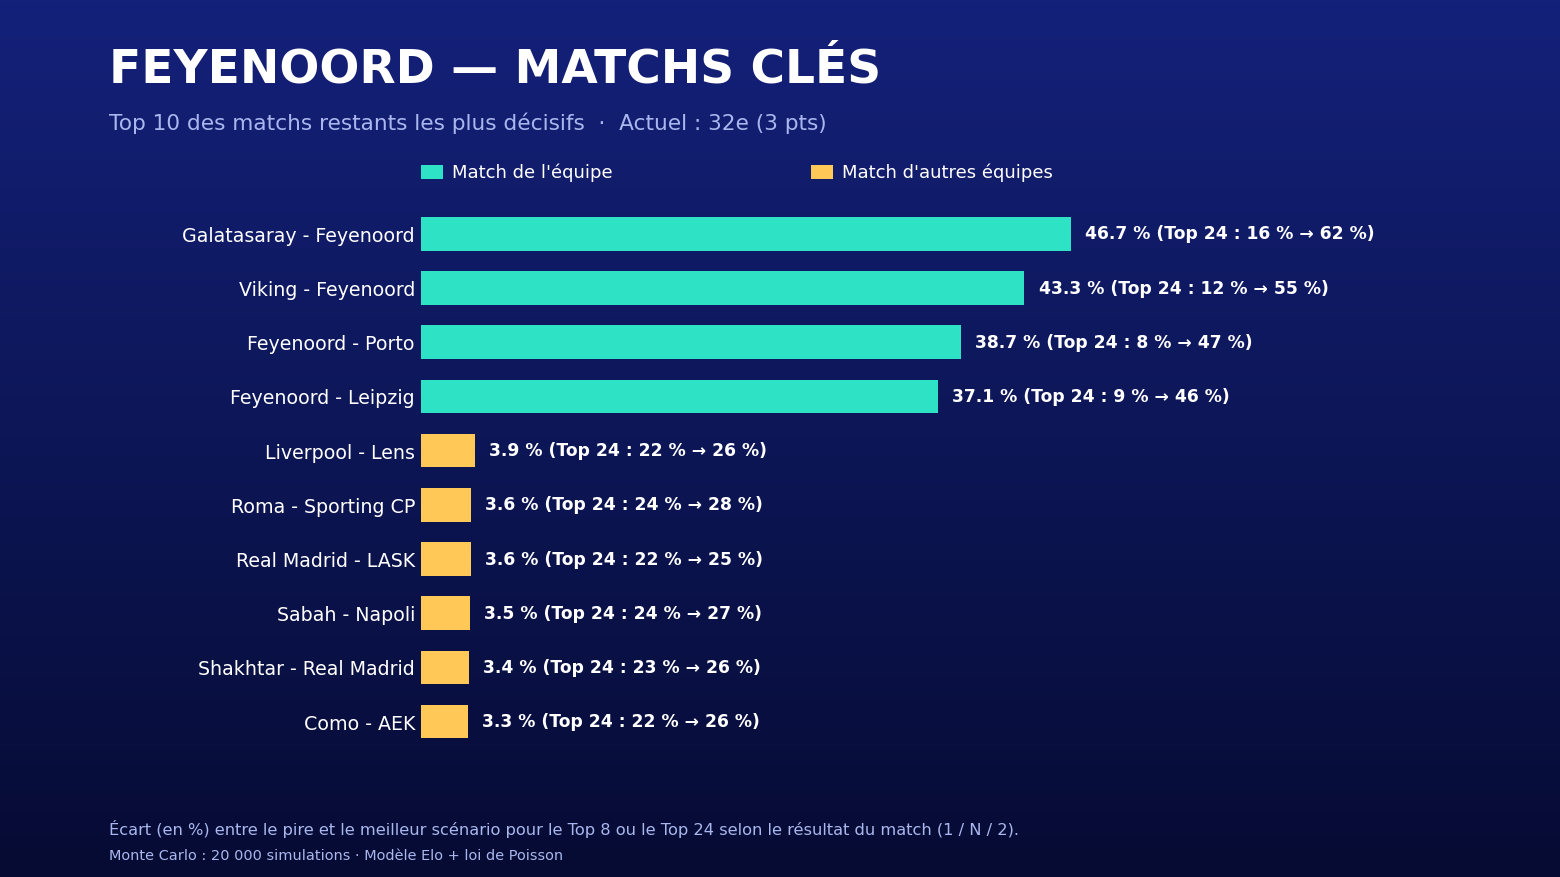 FEYENOORD — MATCHS CLÉS
Top 10 des matchs restants les plus décisifs · Actuel : 32e (3 pts)
Match de l'équipe
Match d'autres équipes
Galatasaray - Feyenoord 46.7 % (Top 24 : 16 % → 62 %)
Viking - Feyenoord 43.3 % (Top 24 : 12 % → 55 %)
Feyenoord - Porto 38.7 % (Top 24 : 8 % → 47 %)
Feyenoord - Leipzig 37.1 % (Top 24 : 9 % → 46 %)
Liverpool - Lens 3.9 % (Top 24 : 22 % → 26 %)
Roma - Sporting CP 3.6 % (Top 24 : 24 % → 28 %)
Real Madrid - LASK 3.6 % (Top 24 : 22 % → 25 %)
Sabah - Napoli 3.5 % (Top 24 : 24 % → 27 %)
Shakhtar - Real Madrid 3.4 % (Top 24 : 23 % → 26 %)
Como - AEK 3.3 % (Top 24 : 22 % → 26 %)
Écart (en %) entre le pire et le meilleur scénario pour le Top 8 ou le Top 24 selon le résultat du match (1 / N / 2).
Monte Carlo : 20 000 simulations · Modèle Elo + loi de Poisson